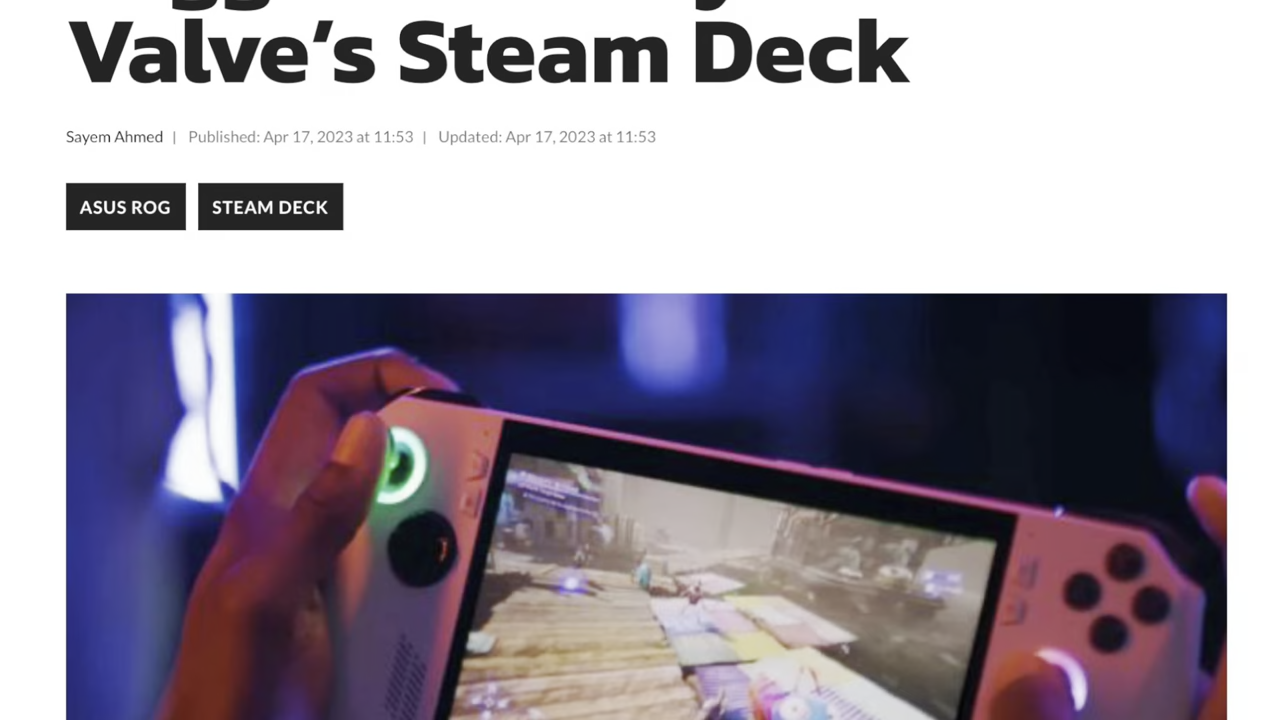 Valve’s Steam Deck
Sayem Ahmed | Published: Apr 17, 2023 at 11:53 | Updated: Apr 17, 2023 at 11:53
ASUS ROG STEAM DECK